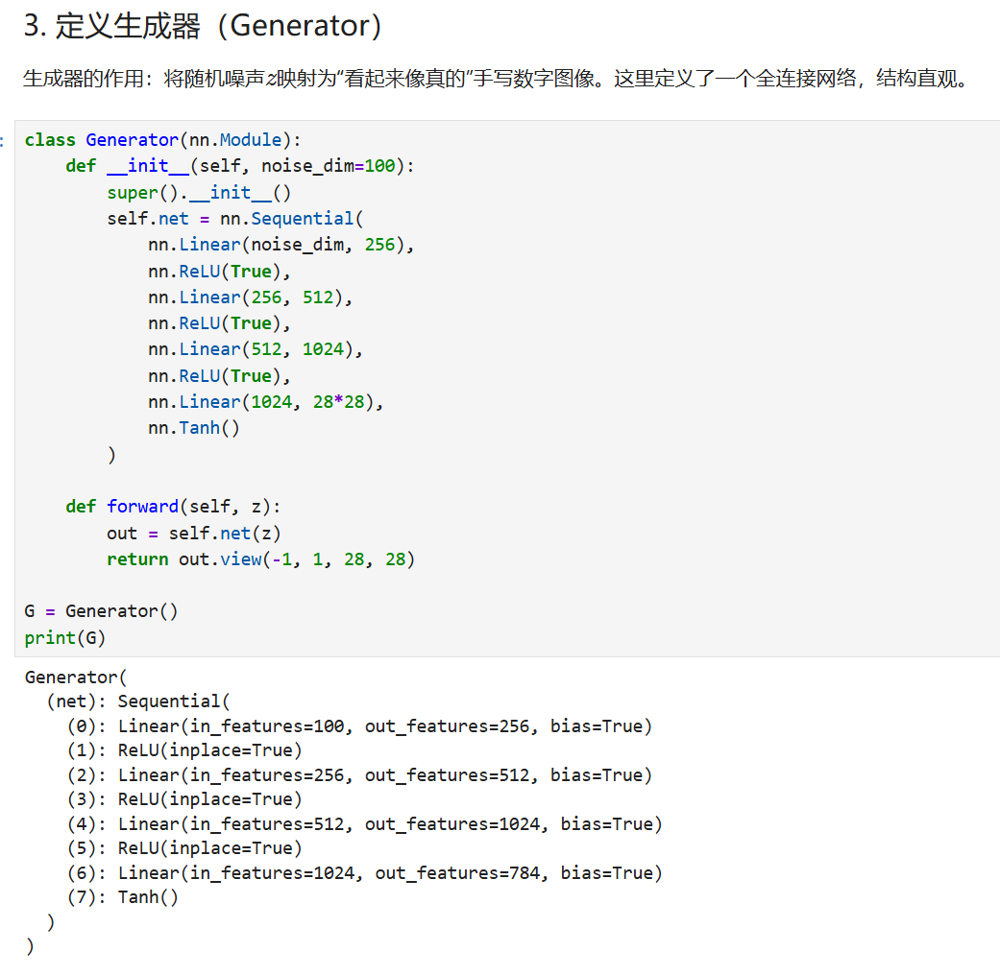 3. 定义生成器（Generator）
生成器的作用：将随机噪声z映射为“看起来像真的”手写数字图像。这里定义了一个全连接网络，结构直观。
:
class Generator(nn.Module):
    def __init__(self, noise_dim=100):
        super().__init__()
        self.net = nn.Sequential(
            nn.Linear(noise_dim, 256),
            nn.ReLU(True),
            nn.Linear(256, 512),
            nn.ReLU(True),
            nn.Linear(512, 1024),
            nn.ReLU(True),
            nn.Linear(1024, 28*28),
            nn.Tanh()
        )
    def forward(self, z):
        out = self.net(z)
        return out.view(-1, 1, 28, 28)
G = Generator()
print(G)
Generator(
  (net): Sequential(
    (0): Linear(in_features=100, out_features=256, bias=True)
    (1): ReLU(inplace=True)
    (2): Linear(in_features=256, out_features=512, bias=True)
    (3): ReLU(inplace=True)
    (4): Linear(in_features=512, out_features=1024, bias=True)
    (5): ReLU(inplace=True)
    (6): Linear(in_features=1024, out_features=784, bias=True)
    (7): Tanh()
  )
)